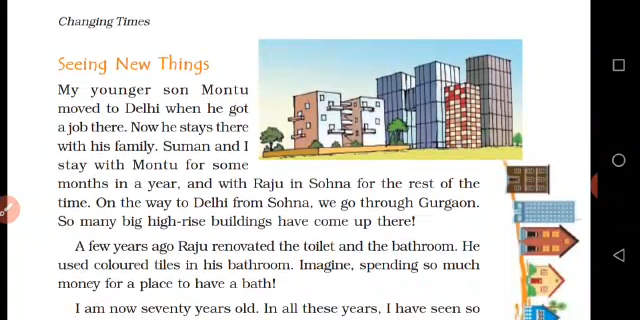 Changing Times
Seeing New Things
My younger son Montu
moved to Delhi when he got
a job there. Now he stays there
with his family. Suman and I
stay with Montu for some
months in a year, and with Raju in Sohna for the rest of the
time. On the way to Delhi from Sohna, we go through Gurgaon.
So many big high-rise buildings have come up there!
A few years ago Raju renovated the toilet and the bathroom. He
used coloured tiles in his bathroom. Imagine, spending so much
money for a place to have a bath!
I am now seventy years old. In all these years, I have seen so